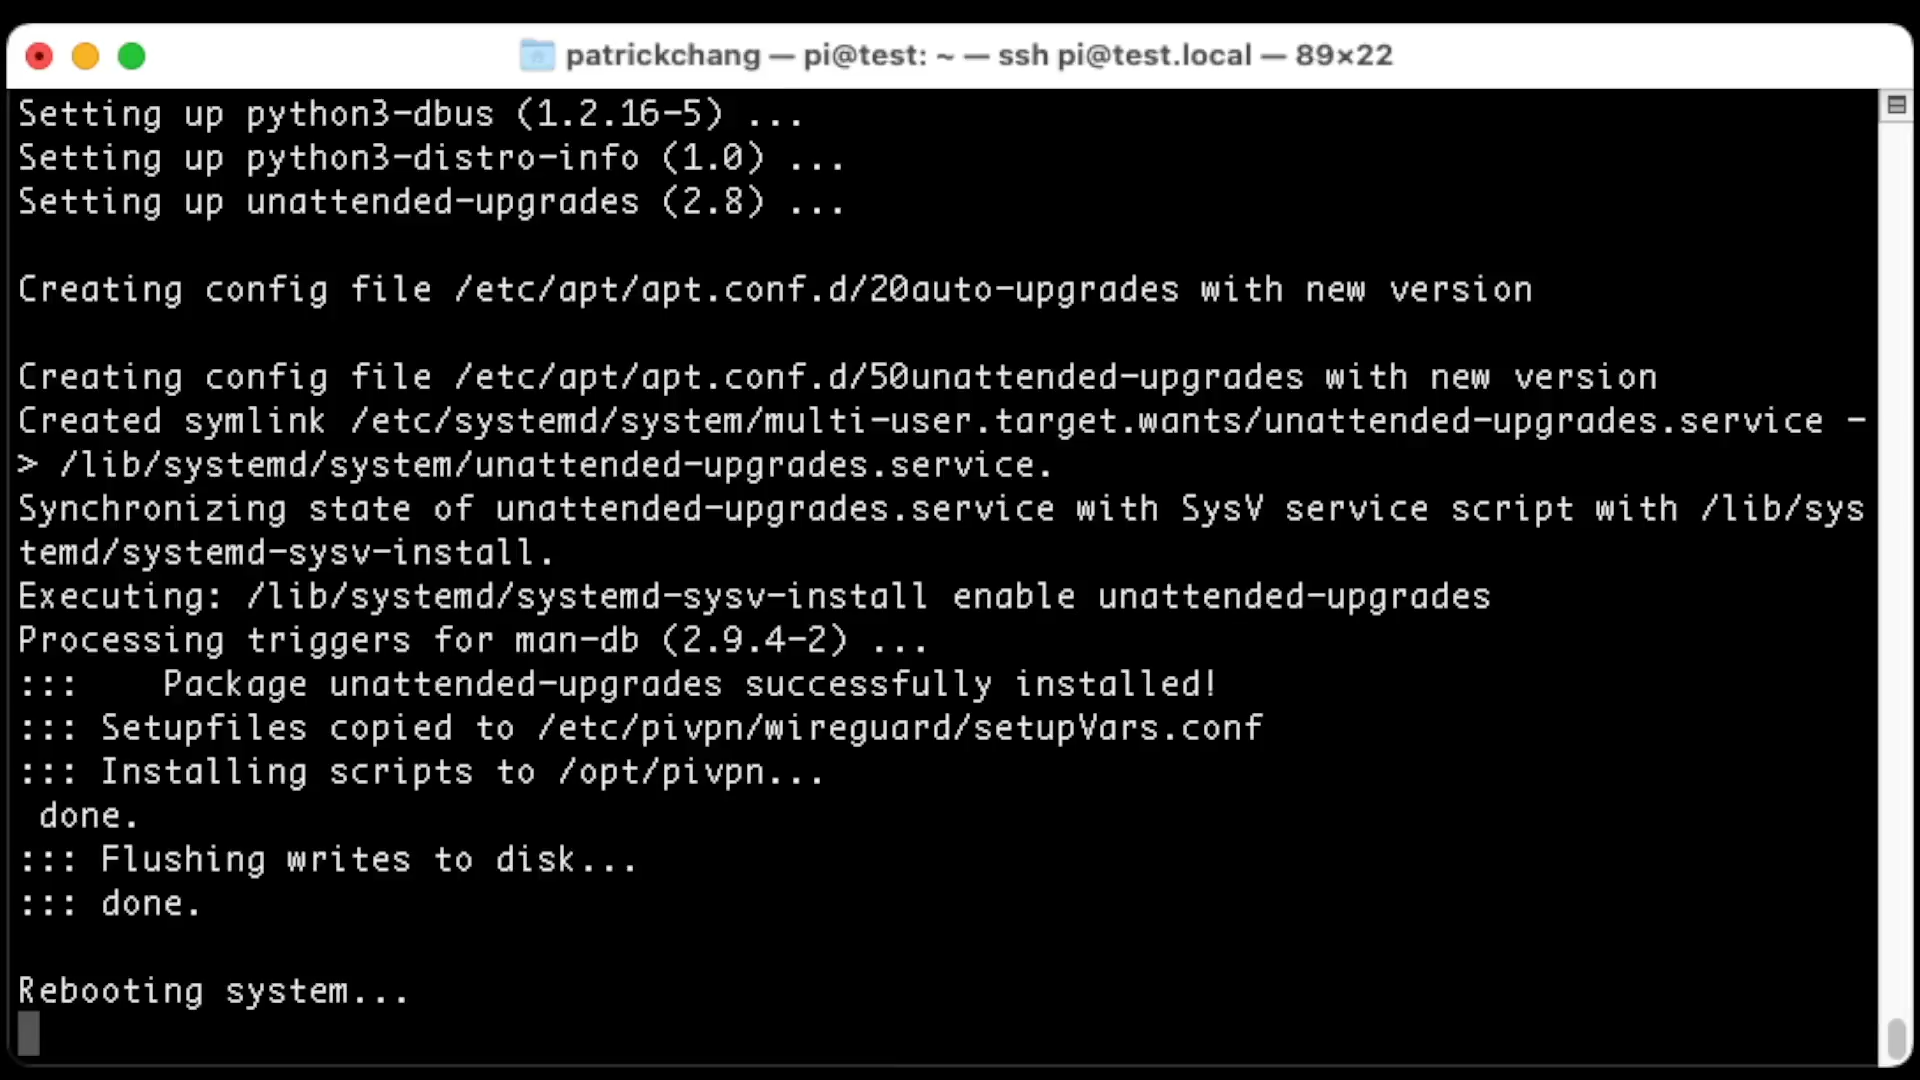 patrickchang — pi@test: ~ — ssh pi@test.local — 89×22
Setting up python3-dbus (1.2.16-5) ...
Setting up python3-distro-info (1.0) ...
Setting up unattended-upgrades (2.8) ...
Creating config file /etc/apt/apt.conf.d/20auto-upgrades with new version
Creating config file /etc/apt/apt.conf.d/50unattended-upgrades with new version
Created symlink /etc/systemd/system/multi-user.target.wants/unattended-upgrades.service -
> /lib/systemd/system/unattended-upgrades.service.
Synchronizing state of unattended-upgrades.service with SysV service script with /lib/sys
temd/systemd-sysv-install.
Executing: /lib/systemd/systemd-sysv-install enable unattended-upgrades
Processing triggers for man-db (2.9.4-2) ...
:::    Package unattended-upgrades successfully installed!
::: Setupfiles copied to /etc/pivpn/wireguard/setupVars.conf
::: Installing scripts to /opt/pivpn...
 done.
::: Flushing writes to disk...
::: done.
Rebooting system...